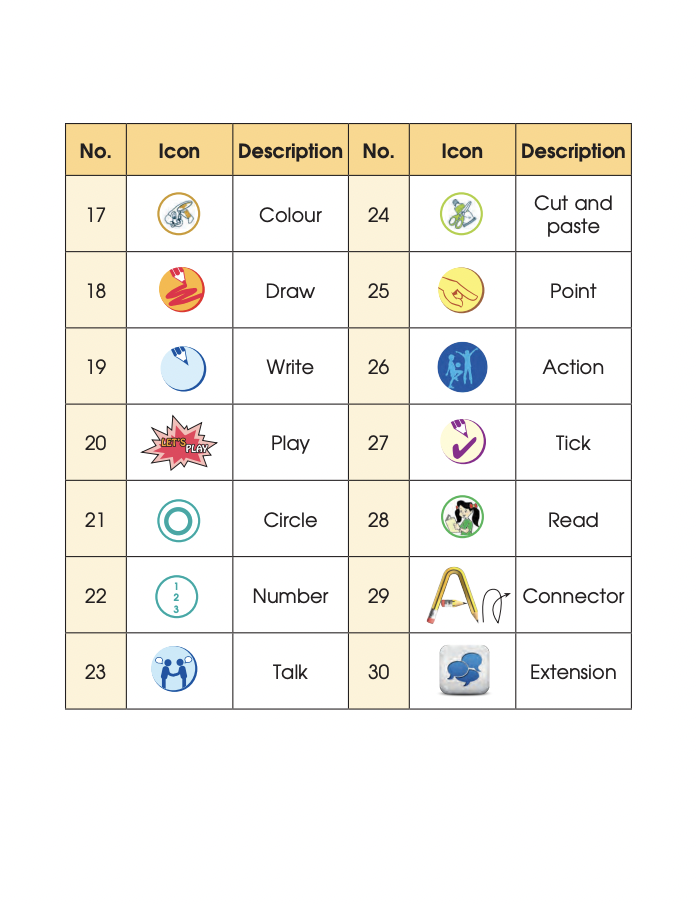 No. Icon Description No. Icon Description
17 Colour 24 Cut and
paste
18 Draw 25 Point
19 Write 26 Action
20 LET'S
PLAY Play 27 Tick
21 Circle 28 Read
22 1
2
3 Number 29 A Connector
23 Talk 30 Extension